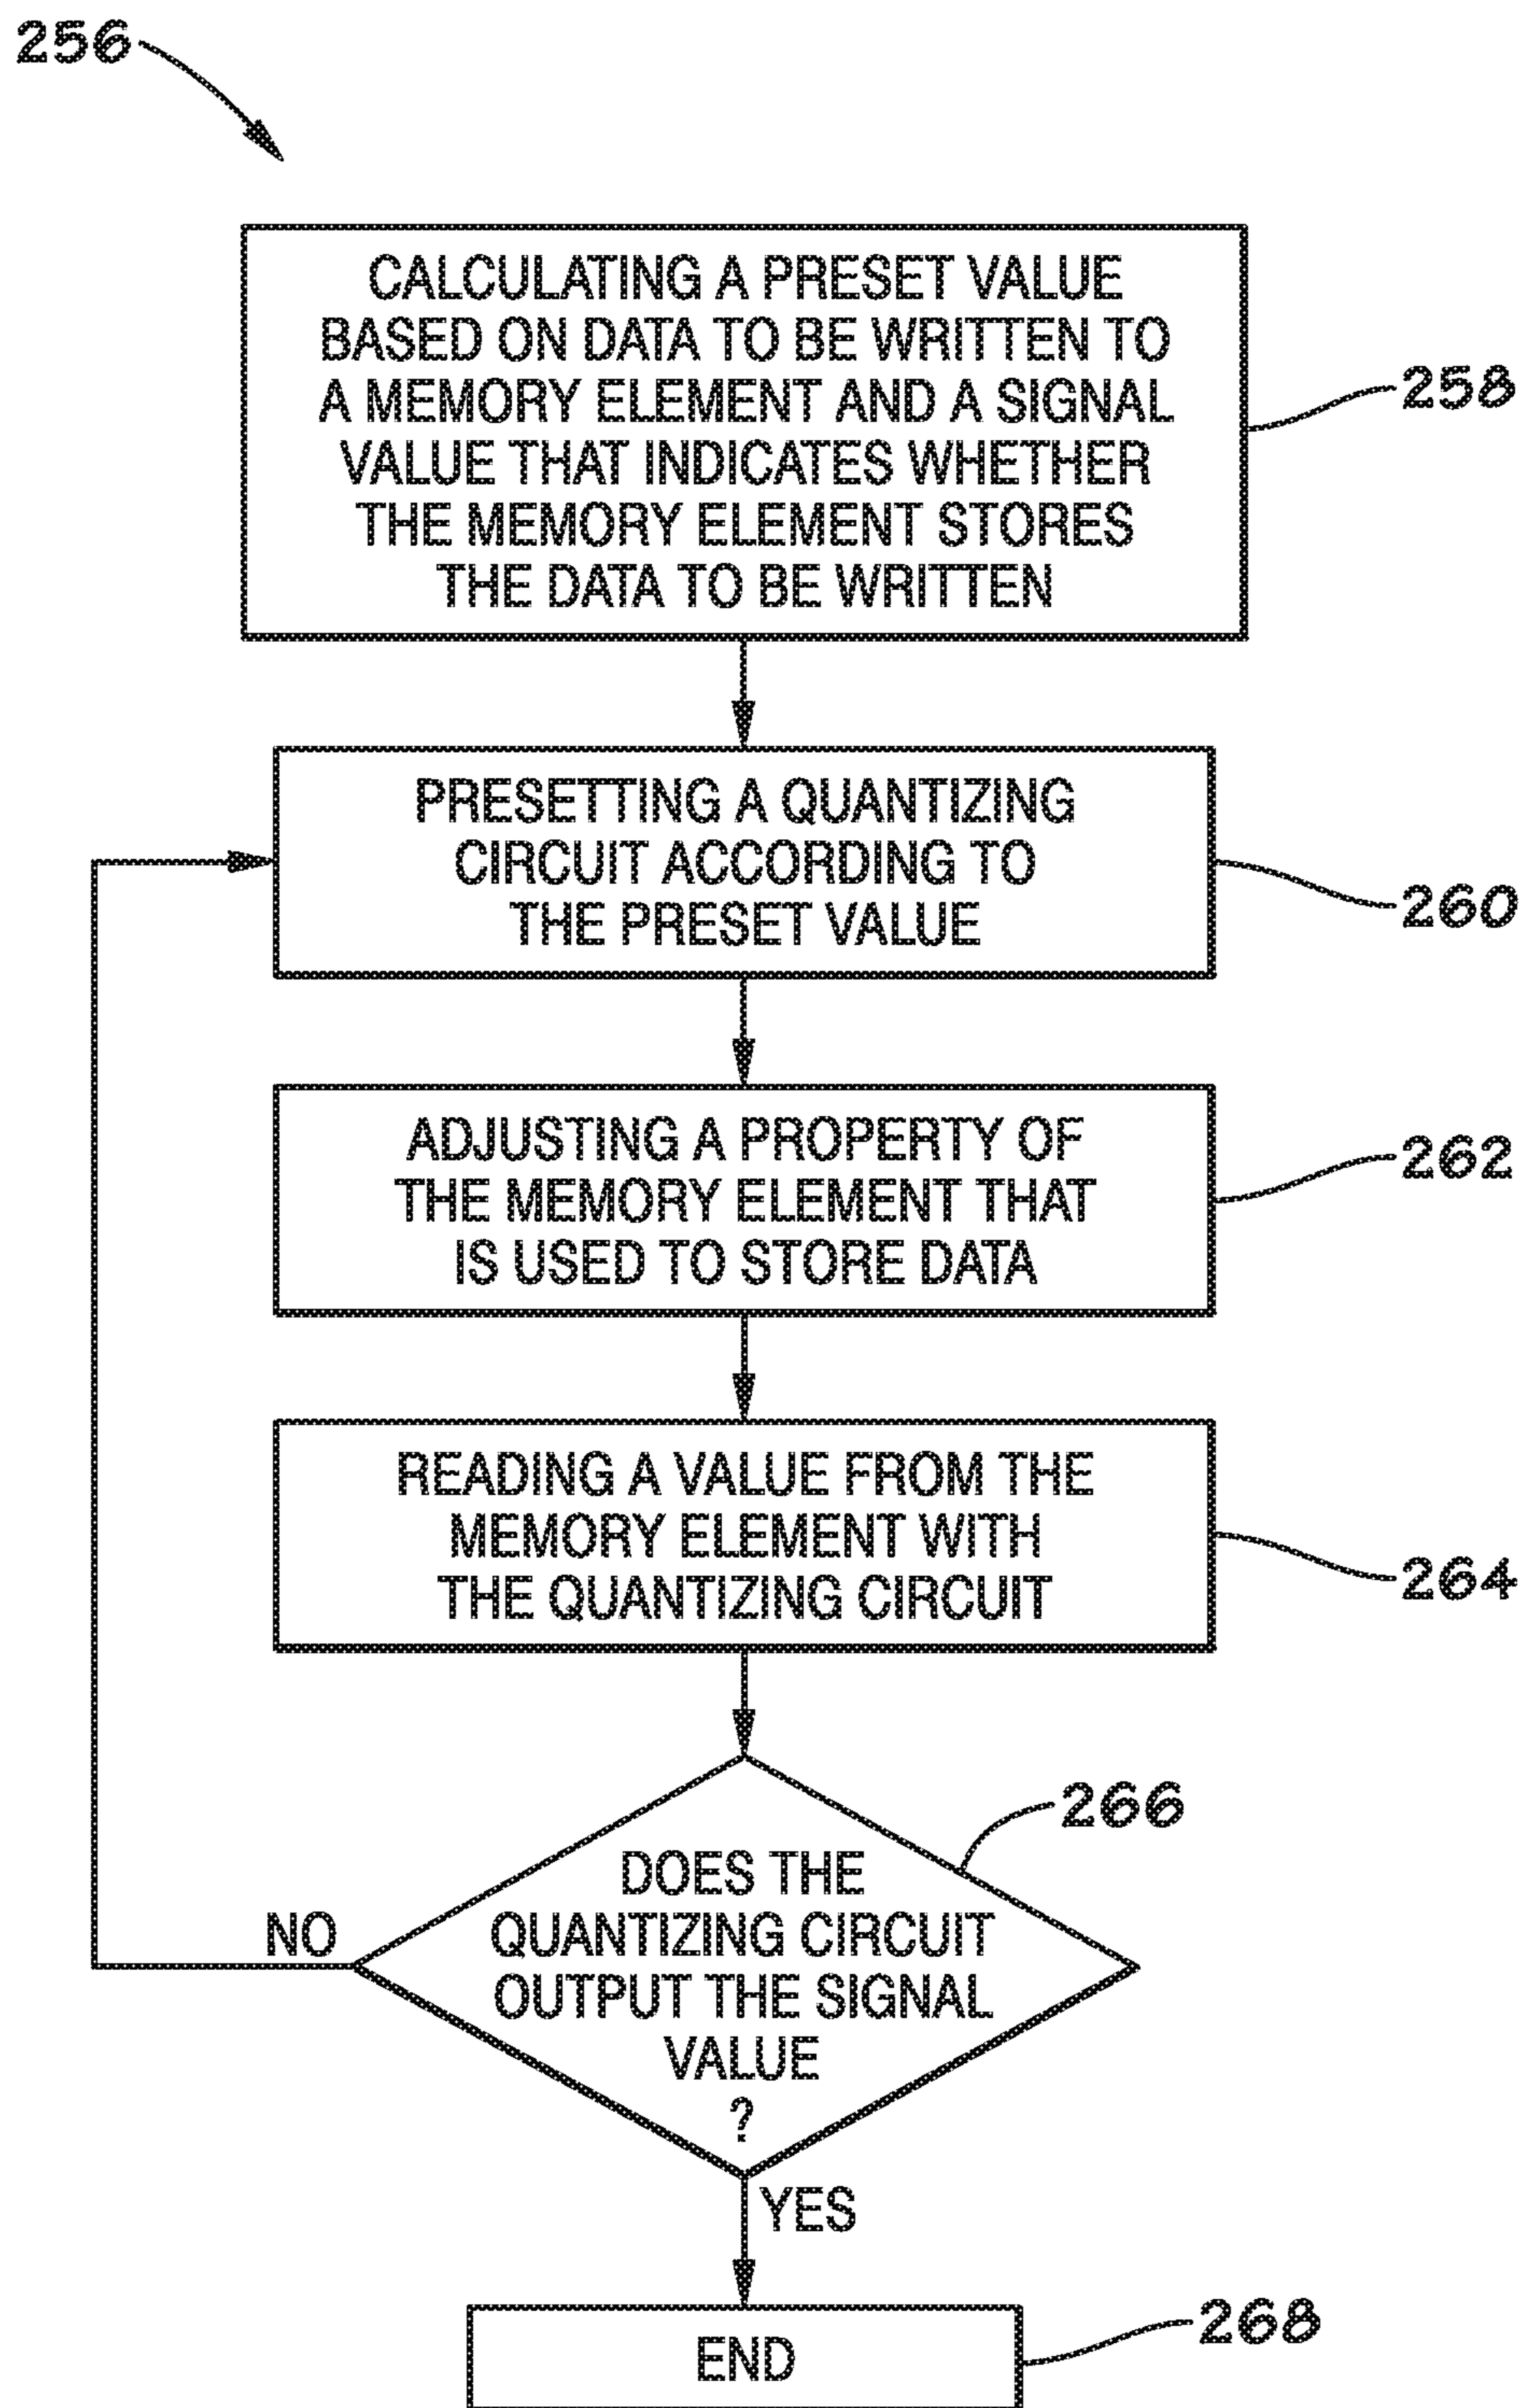 256
CALCULATING A PRESET VALUE
BASED ON DATA TO BE WRITTEN TO
A MEMORY ELEMENT AND A SIGNAL
VALUE THAT INDICATES WHETHER
THE MEMORY ELEMENT STORES
THE DATA TO BE WRITTEN
258
PRESETTING A QUANTIZING
CIRCUIT ACCORDING TO
THE PRESET VALUE
260
ADJUSTING A PROPERTY OF
THE MEMORY ELEMENT THAT
IS USED TO STORE DATA
262
READING A VALUE FROM THE
MEMORY ELEMENT WITH
THE QUANTIZING CIRCUIT
264
266
DOES THE
QUANTIZING CIRCUIT
OUTPUT THE SIGNAL
VALUE
?
NO
YES
END
268